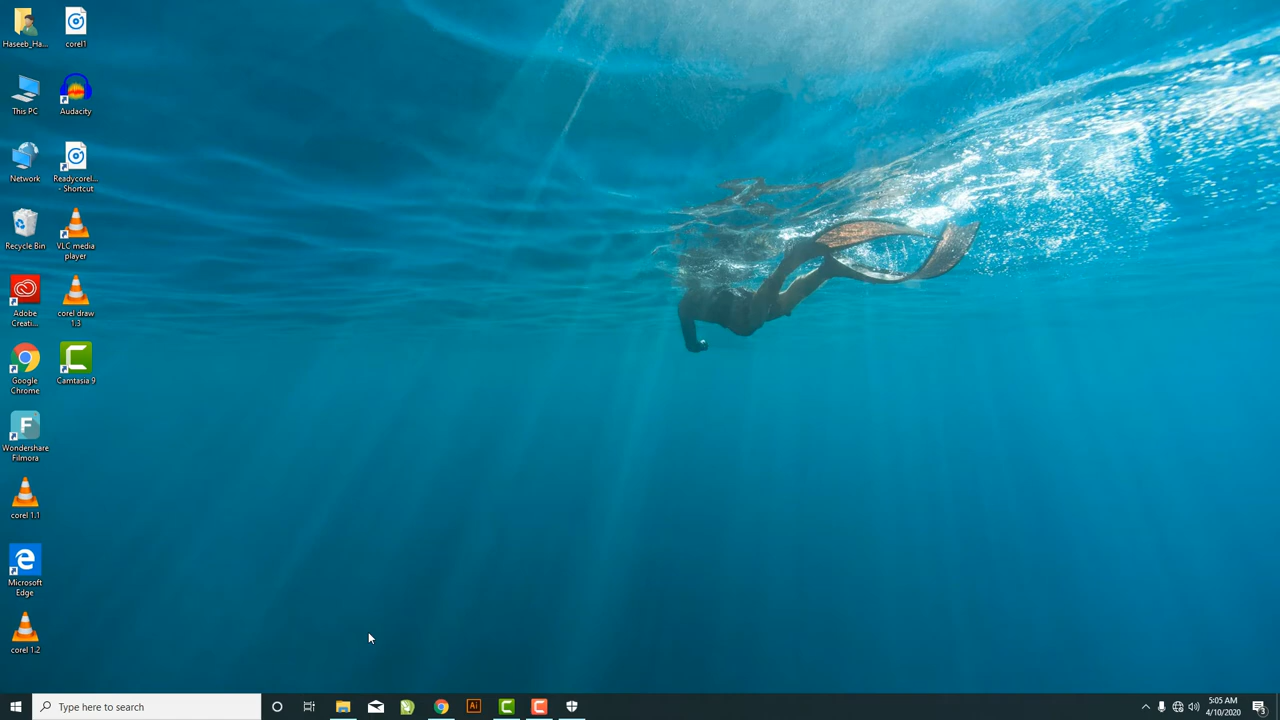 Haseeb_Ha...
corel1
This PC
Audacity
Network
Readycorel...
- Shortcut
Recycle Bin
VLC media
player
Adobe
Creati...
corel draw
1.3
Google
Chrome
Camtasia 9
F
Wondershare
Filmora
corel 1.1
Microsoft
Edge
corel 1.2
Type here to search
Ai
5:05 AM
4/10/2020
3